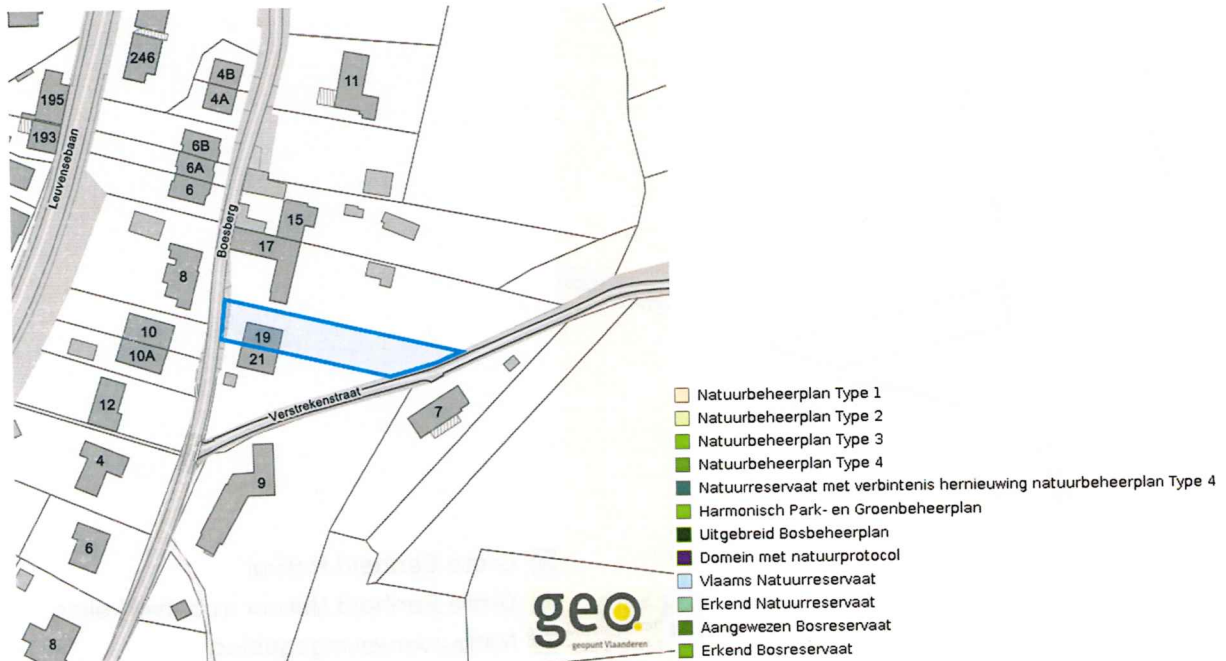 246
4B
4A
11
195
193
Leuvensebaan
6B
6A
6
Boesberg
15
17
8
19
21
10
10A
12
Verstrekenstraat
7
4
9
6
8
Natuurbeheerplan Type 1
Natuurbeheerplan Type 2
Natuurbeheerplan Type 3
Natuurbeheerplan Type 4
Natuurreservaat met verbintenis hernieuwing natuurbeheerplan Type 4
Harmonisch Park- en Groenbeheerplan
Uitgebreid Bosbeheerplan
Domein met natuurprotocol
Vlaams Natuurreservaat
Erkend Natuurreservaat
Aangewezen Bosreservaat
Erkend Bosreservaat
geo
geopunt Vlaanderen